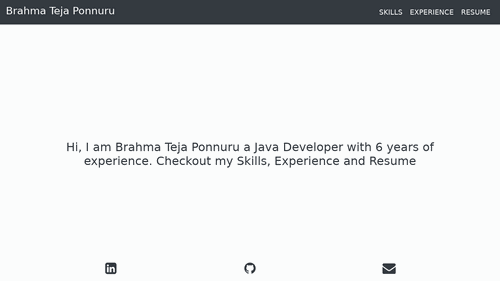 Brahma Teja Ponnuru
SKILLS EXPERIENCE RESUME
Hi, I am Brahma Teja Ponnuru a Java Developer with 6 years of
experience. Checkout my Skills, Experience and Resume